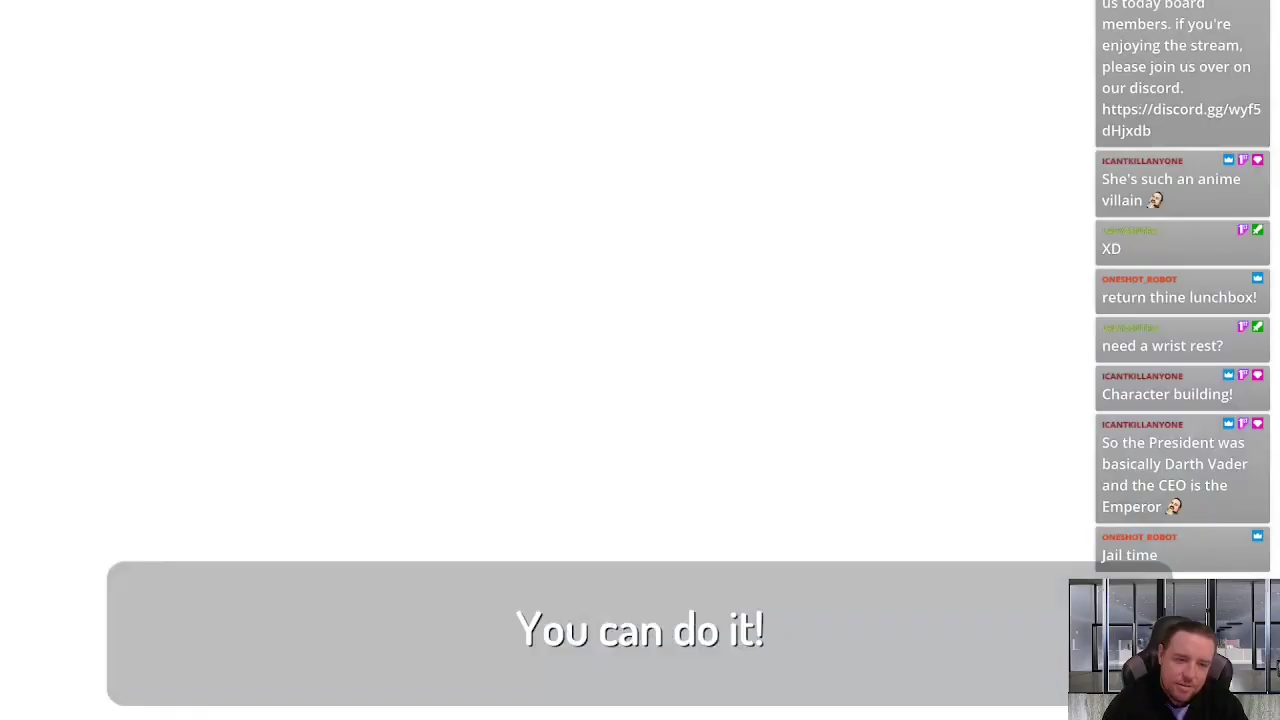 us today board
members. if you're
enjoying the stream,
please join us over on
our discord.
https://discord.gg/wyf5
dHjxdb
ICANTKILLANYONE
She's such an anime
villain
XD
ONESHOT_ROBOT
return thine lunchbox!
need a wrist rest?
ICANTKILLANYONE
Character building!
ICANTKILLANYONE
So the President was
basically Darth Vader
and the CEO is the
Emperor
ONESHOT_ROBOT
Jail time
You can do it!